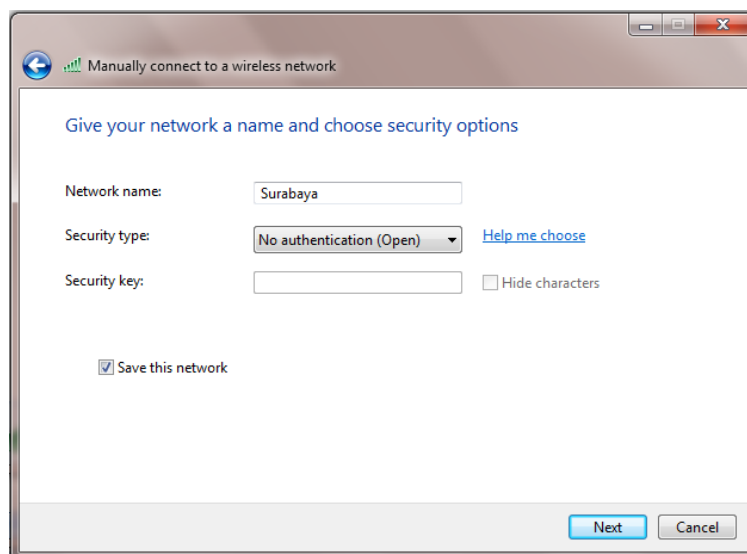 Manually connect to a wireless network
Give your network a name and choose security options
Network name: Surabaya
Security type: No authentication (Open) Help me choose
Security key: Hide characters
Save this network
Next Cancel